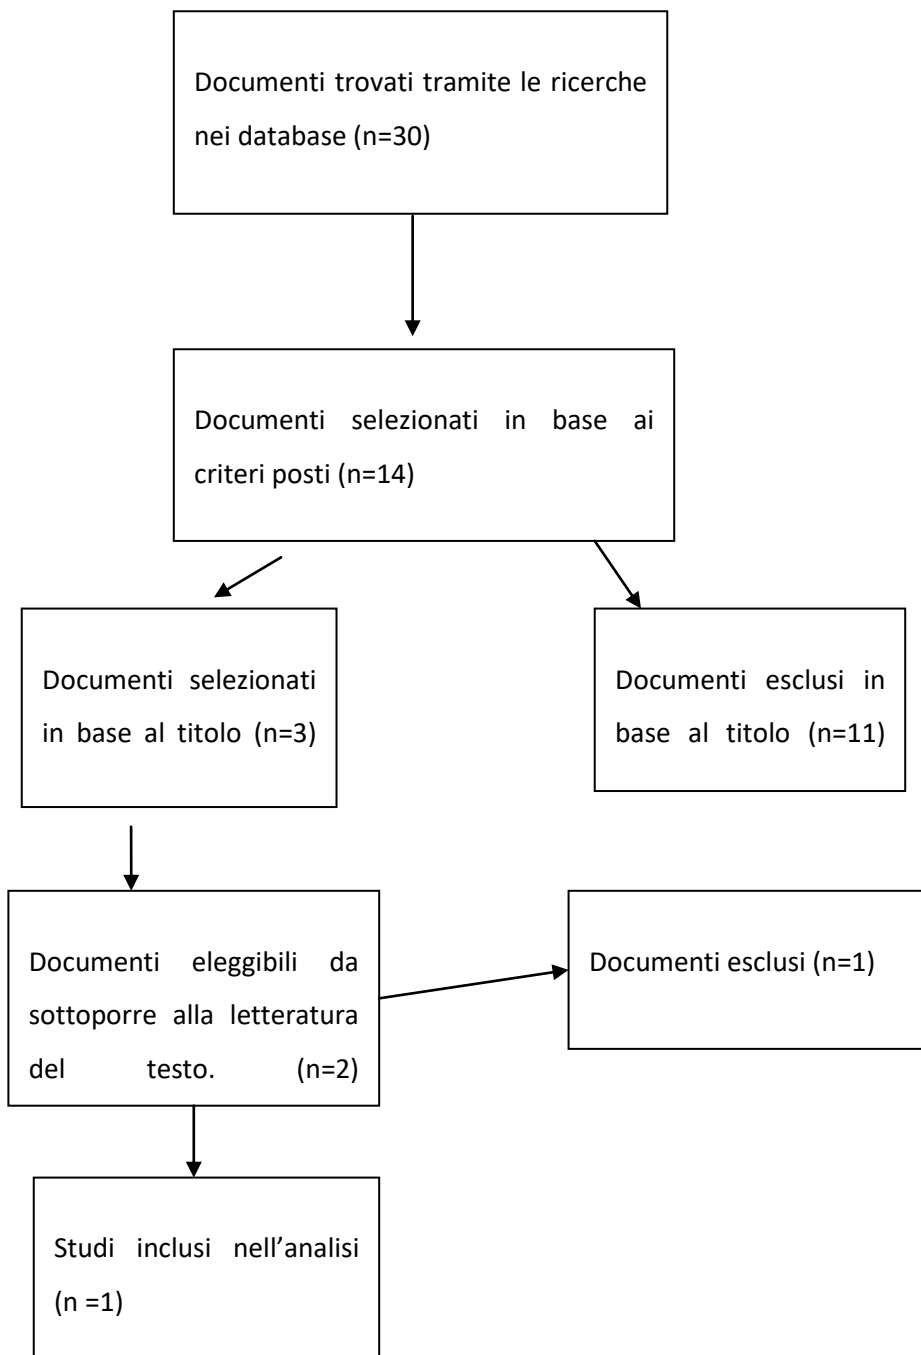 Documenti trovati tramite le ricerche
nei database (n=30)
Documenti selezionati in base ai
criteri posti (n=14)
Documenti selezionati
in base al titolo (n=3)
Documenti esclusi in
base al titolo (n=11)
Documenti eleggibili da
sottoporre alla letteratura
del testo. (n=2)
Documenti esclusi (n=1)
Studi inclusi nell’analisi
(n =1)